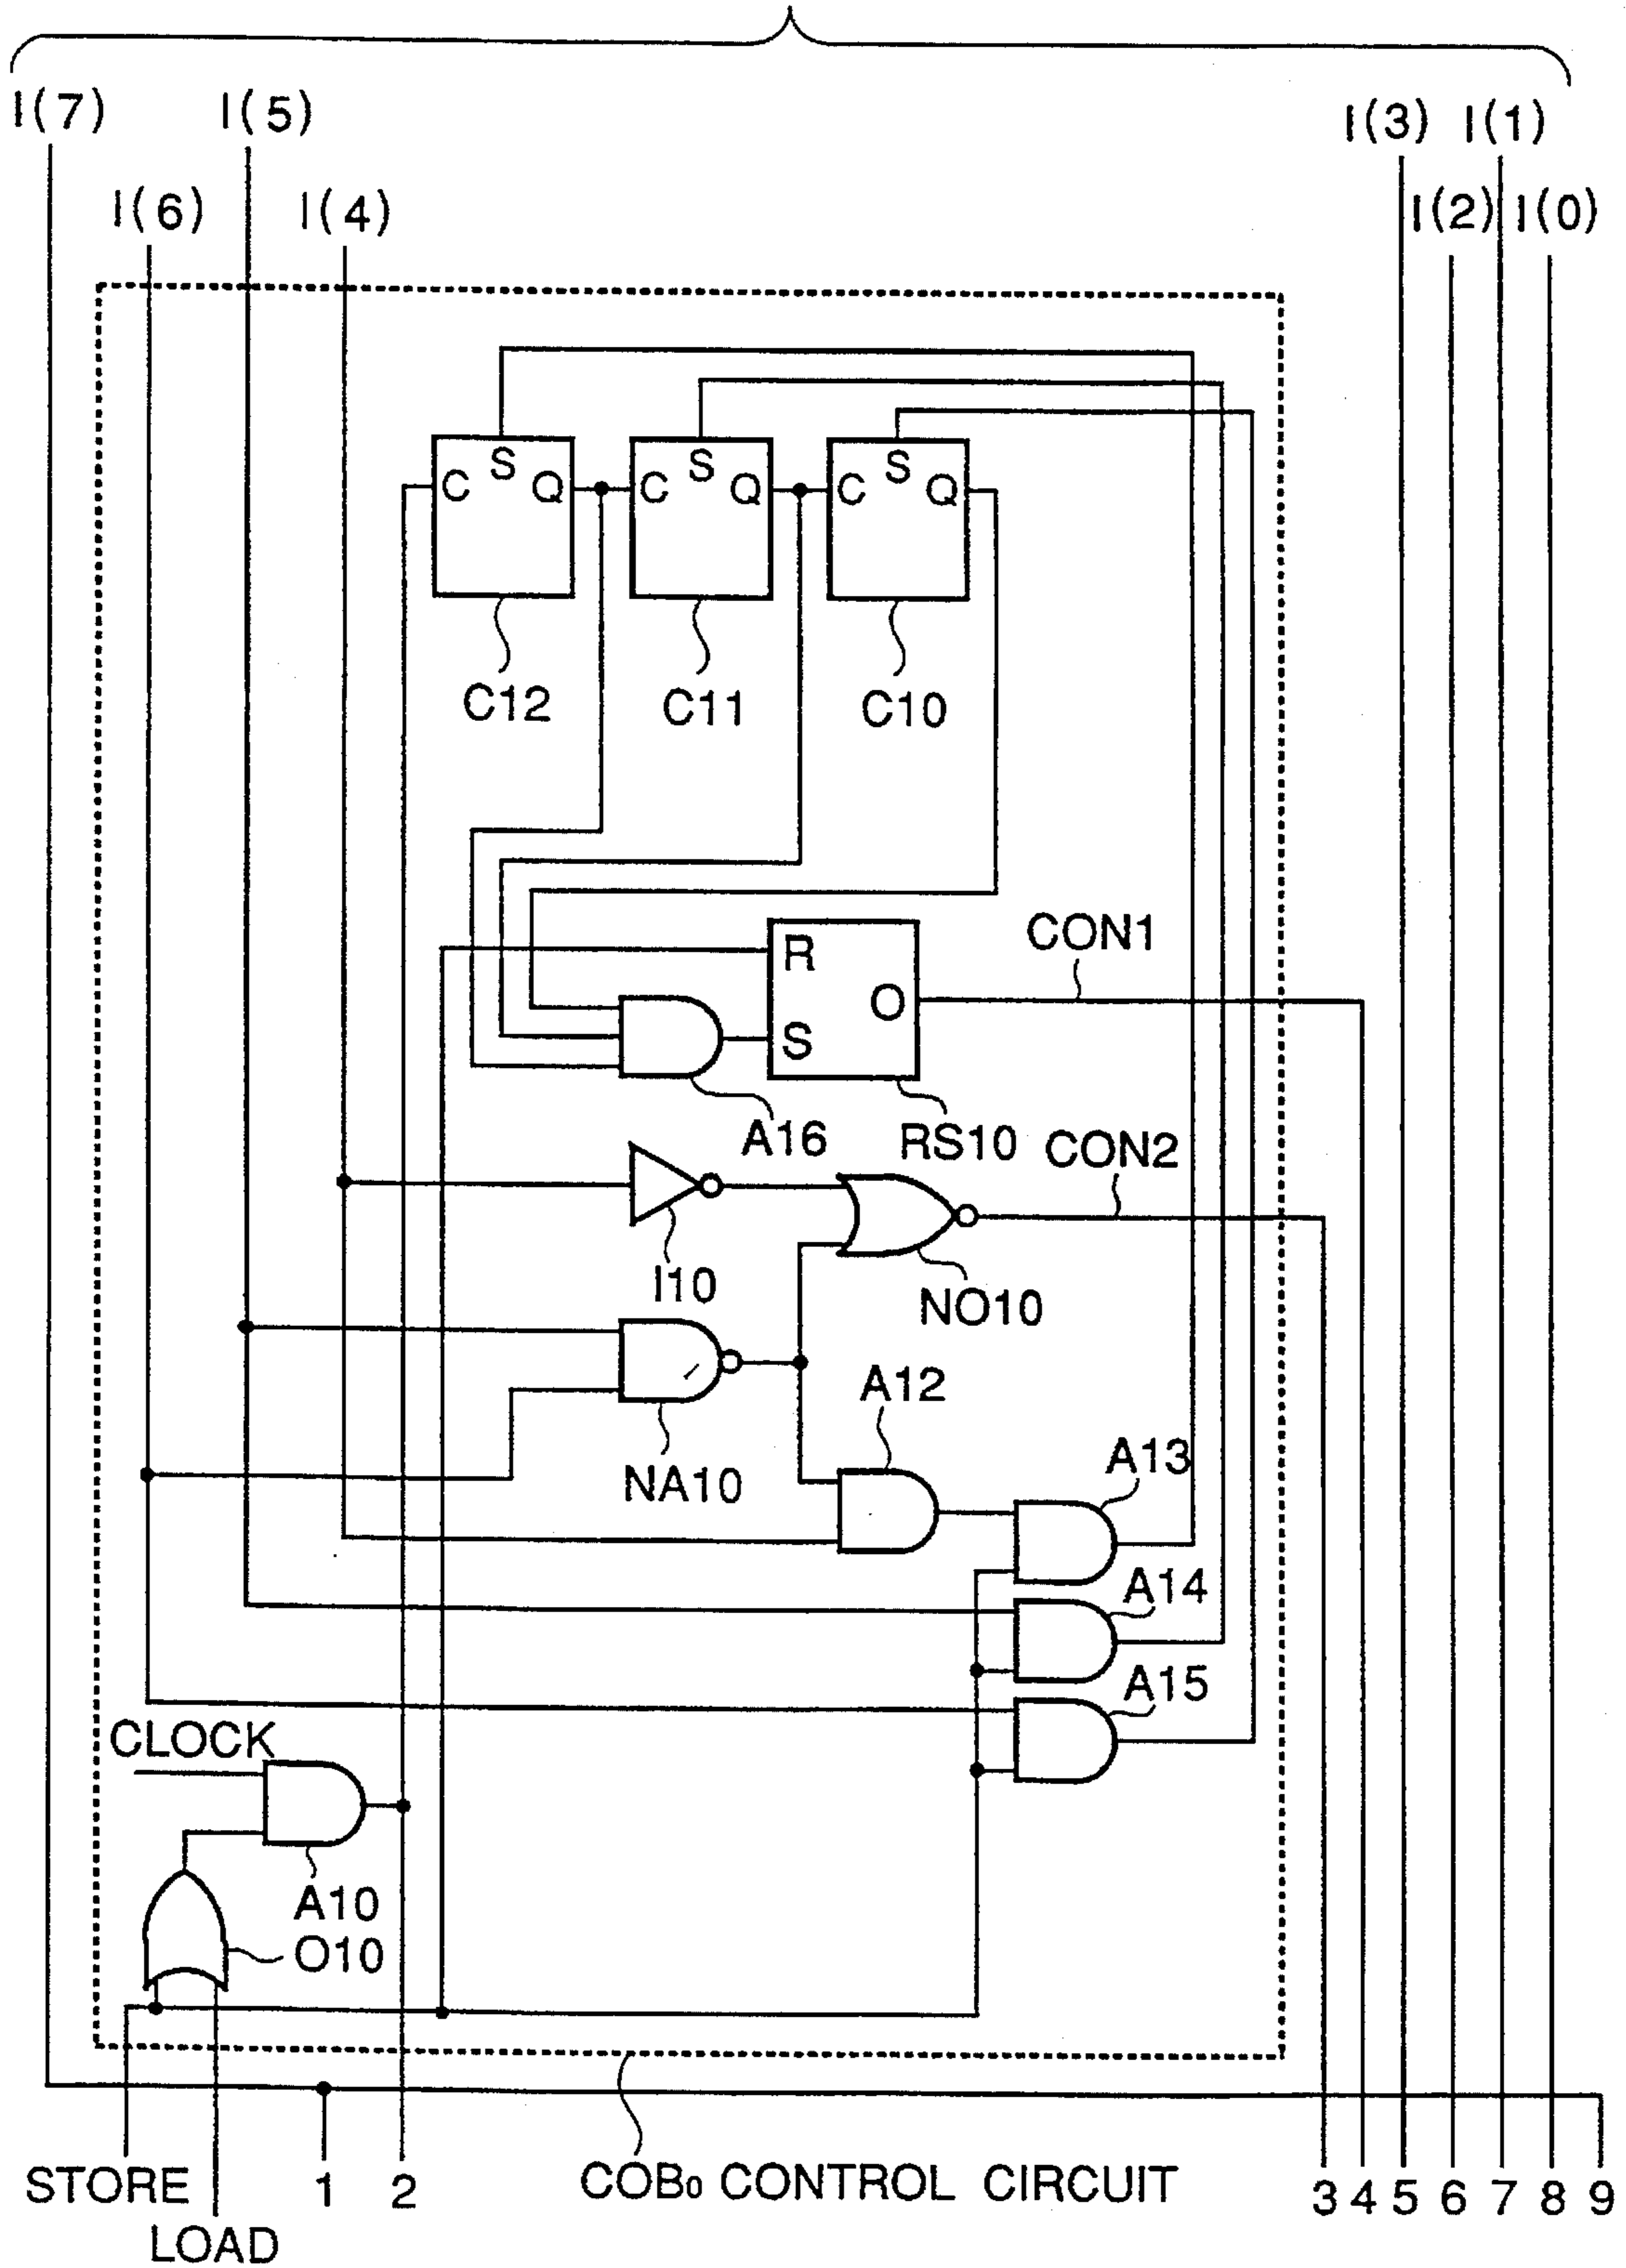 I(7) I(5) I(3) I(1)
I(6) I(4) I(2) I(0)
S S S
C Q C Q C Q
C12 C11 C10
CON1
R
O
S
A16 RS10 CON2
I10
NO10
A12
A13
NA10
A14
A15
CLOCK
A10
O10
STORE 1 2 COB0 CONTROL CIRCUIT 3 4 5 6 7 8 9
LOAD